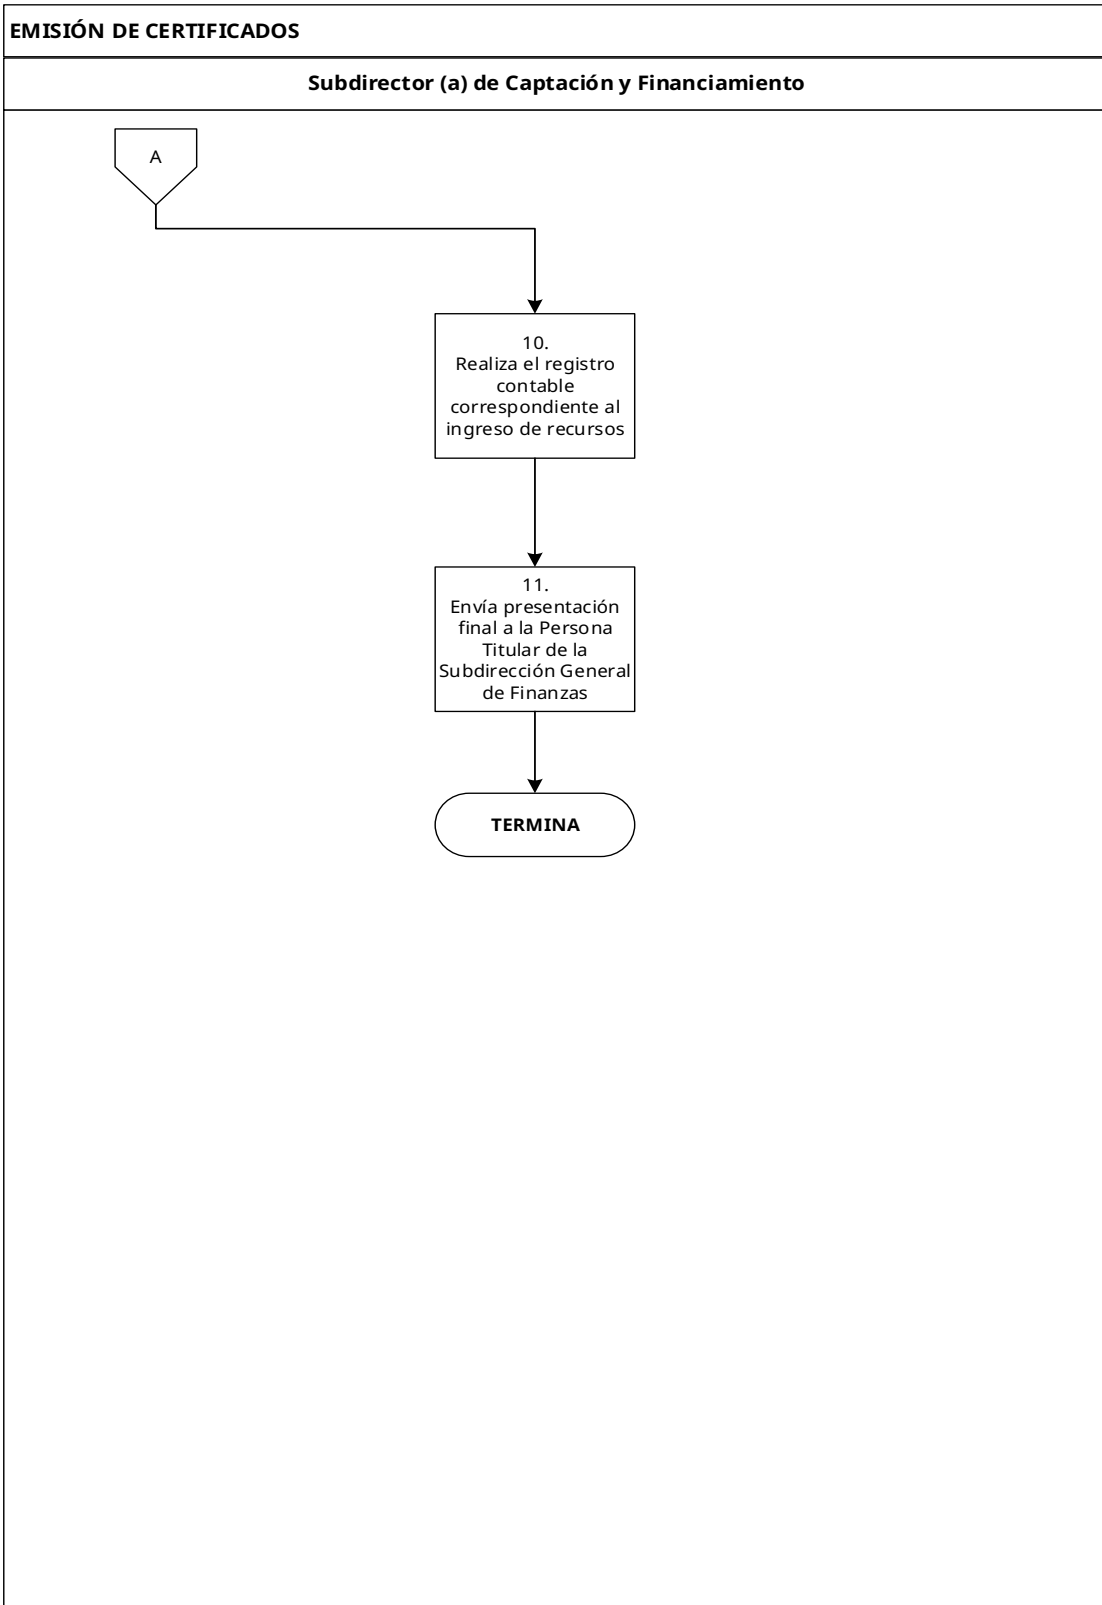 EMISIÓN DE CERTIFICADOS
Subdirector (a) de Captación y Financiamiento
A
10.
Realiza el registro
contable
correspondiente al
ingreso de recursos
11.
Envía presentación
final a la Persona
Titular de la
Subdirección General
de Finanzas
TERMINA